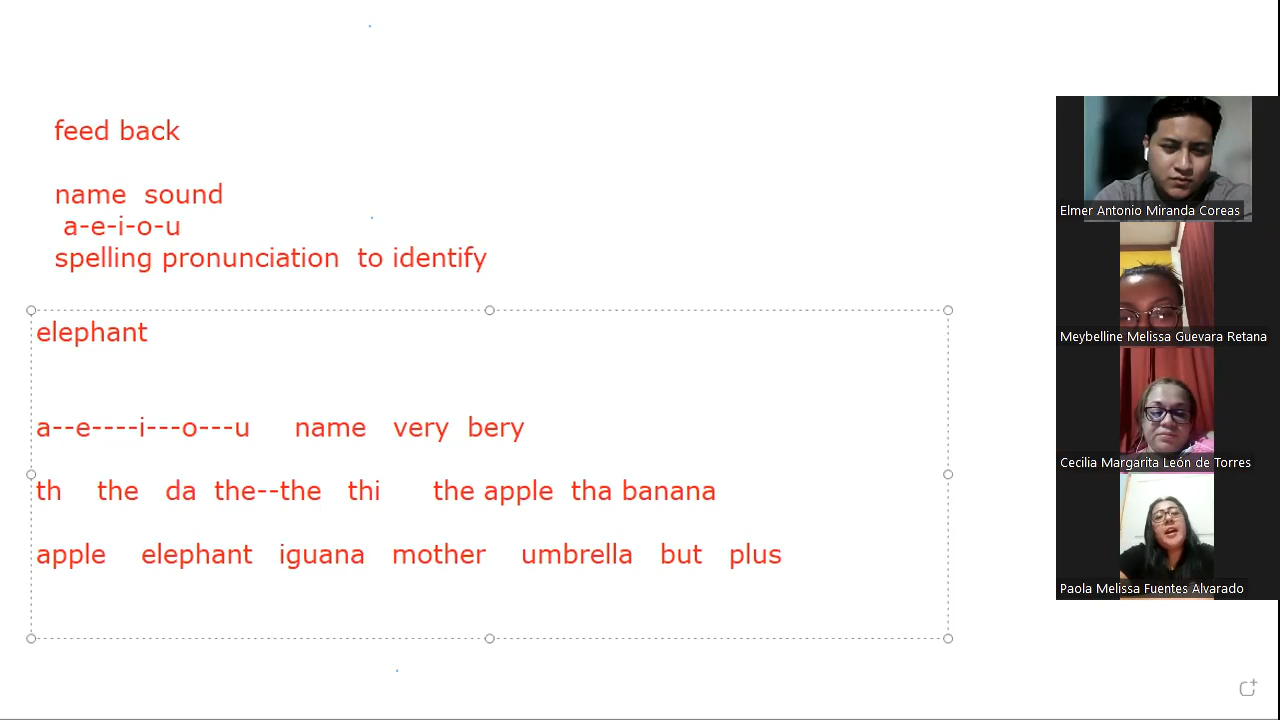 feed back
name sound
a-e-i-o-u
spelling pronunciation to identify
elephant
a--e----i---o---u name very bery
th the da the--the thi the apple tha banana
apple elephant iguana mother umbrella but plus
Elmer Antonio Miranda Coreas
Meybelline Melissa Guevara Retana
Cecilia Margarita León de Torres
Paola Melissa Fuentes Alvarado